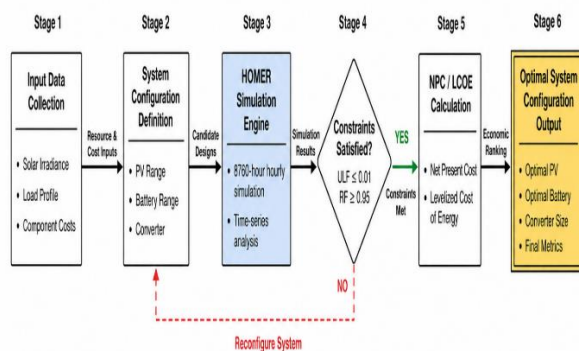 Stage 1
Stage 2
Stage 3
Stage 4
Stage 5
Stage 6
Input Data
Collection
• Solar Irradiance
• Load Profile
• Component Costs
Resource &
Cost Inputs
System
Configuration
Definition
• PV Range
• Battery Range
• Converter
Candidate
Designs
HOMER
Simulation
Engine
• 8760-hour hourly
simulation
• Time-series
analysis
Simulation
Results
Constraints
Satisfied?
ULF ≤ 0.01
RF ≥ 0.95
YES
Constraints
Met
NO
Reconfigure System
NPC / LCOE
Calculation
• Net Present Cost
• Levelized Cost
of Energy
Economic
Ranking
Optimal System
Configuration
Output
• Optimal PV
• Optimal Battery
• Converter Size
• Final Metrics